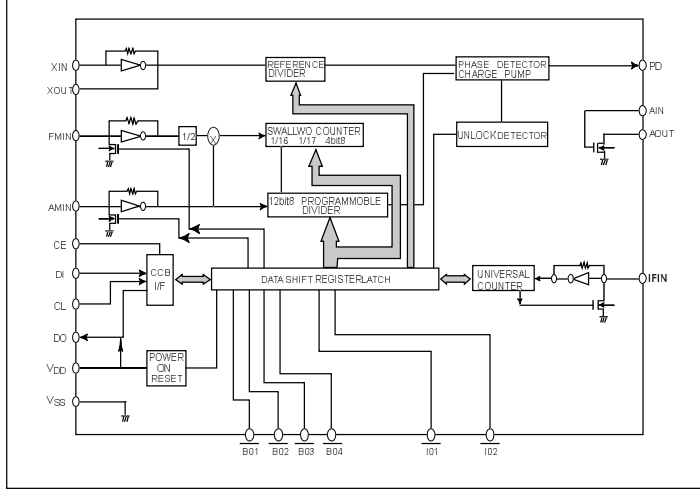 XIN
XOUT
FMIN
AMIN
CE
DI
CL
DO
VDD
VSS
REFERENCE
DIVIDER
PHASE DETECTOR
CHARGE PUMP
PD
AIN
AOUT
1/2
X
SWALLWO COUNTER
1/16 1/17 4bit8
UNLOCKDETECTOR
12bit8 PROGRAMMOBLE
DIVIDER
CCB
I/F
DATA SHIFT REGISTERLATCH
UNIVERSAL
COUNTER
IFIN
POWER
ON
RESET
B01
B02
B03
B04
I01
I02